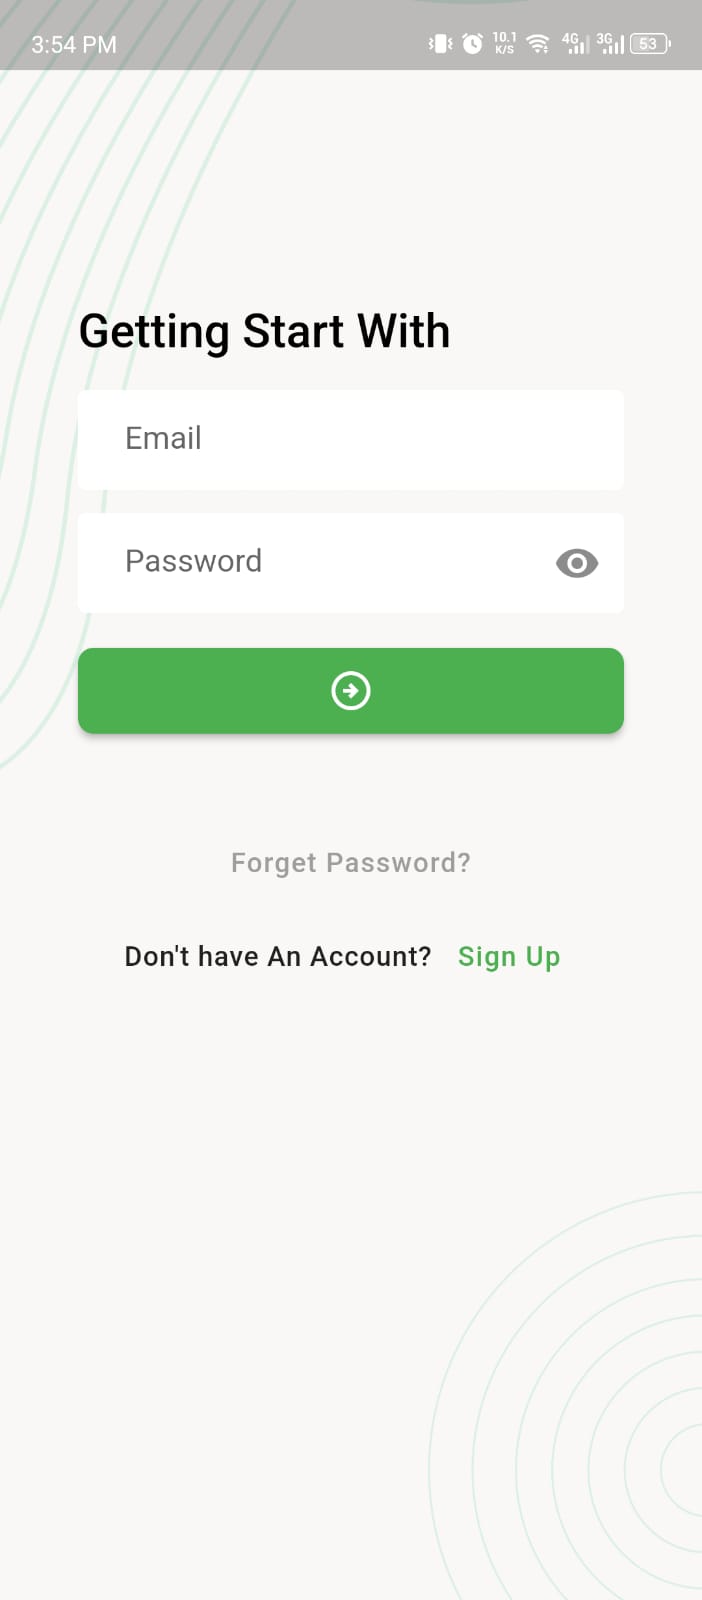 3:54 PM 10.1 K/S 4G 3G 53
Getting Start With
Email
Password
Forget Password?
Don't have An Account? Sign Up